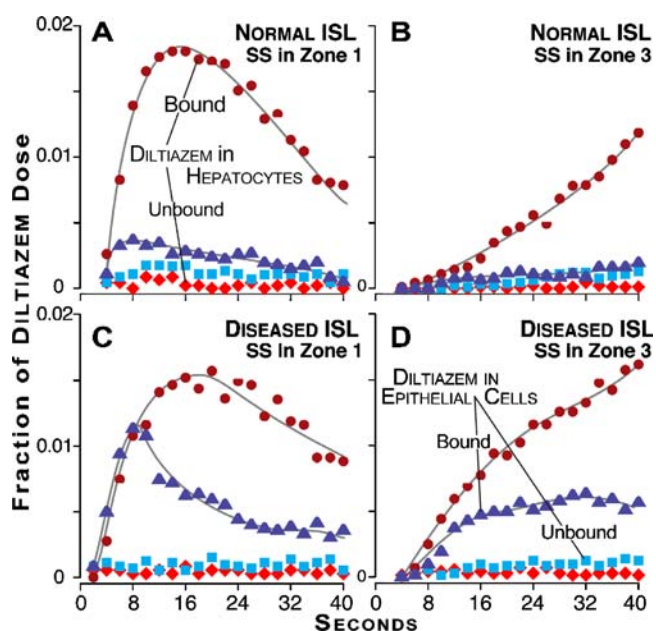 Fraction of DILTIAZEM Dose
0.02
0.01
0
A
NORMAL ISL
SS in Zone 1
Bound
DILTIAZEM in
HEPATOCYTES
Unbound
B
NORMAL ISL
SS in Zone 3
0
0.02
0.01
0
C
DISEASED ISL
SS In Zone 1
0 8 16 24 32 40
D
DISEASED ISL
SS in Zone 3
DILTIAZEM in
EPITHELIAL CELLS
Bound
Unbound
0 8 16 24 32 40
SECONDS